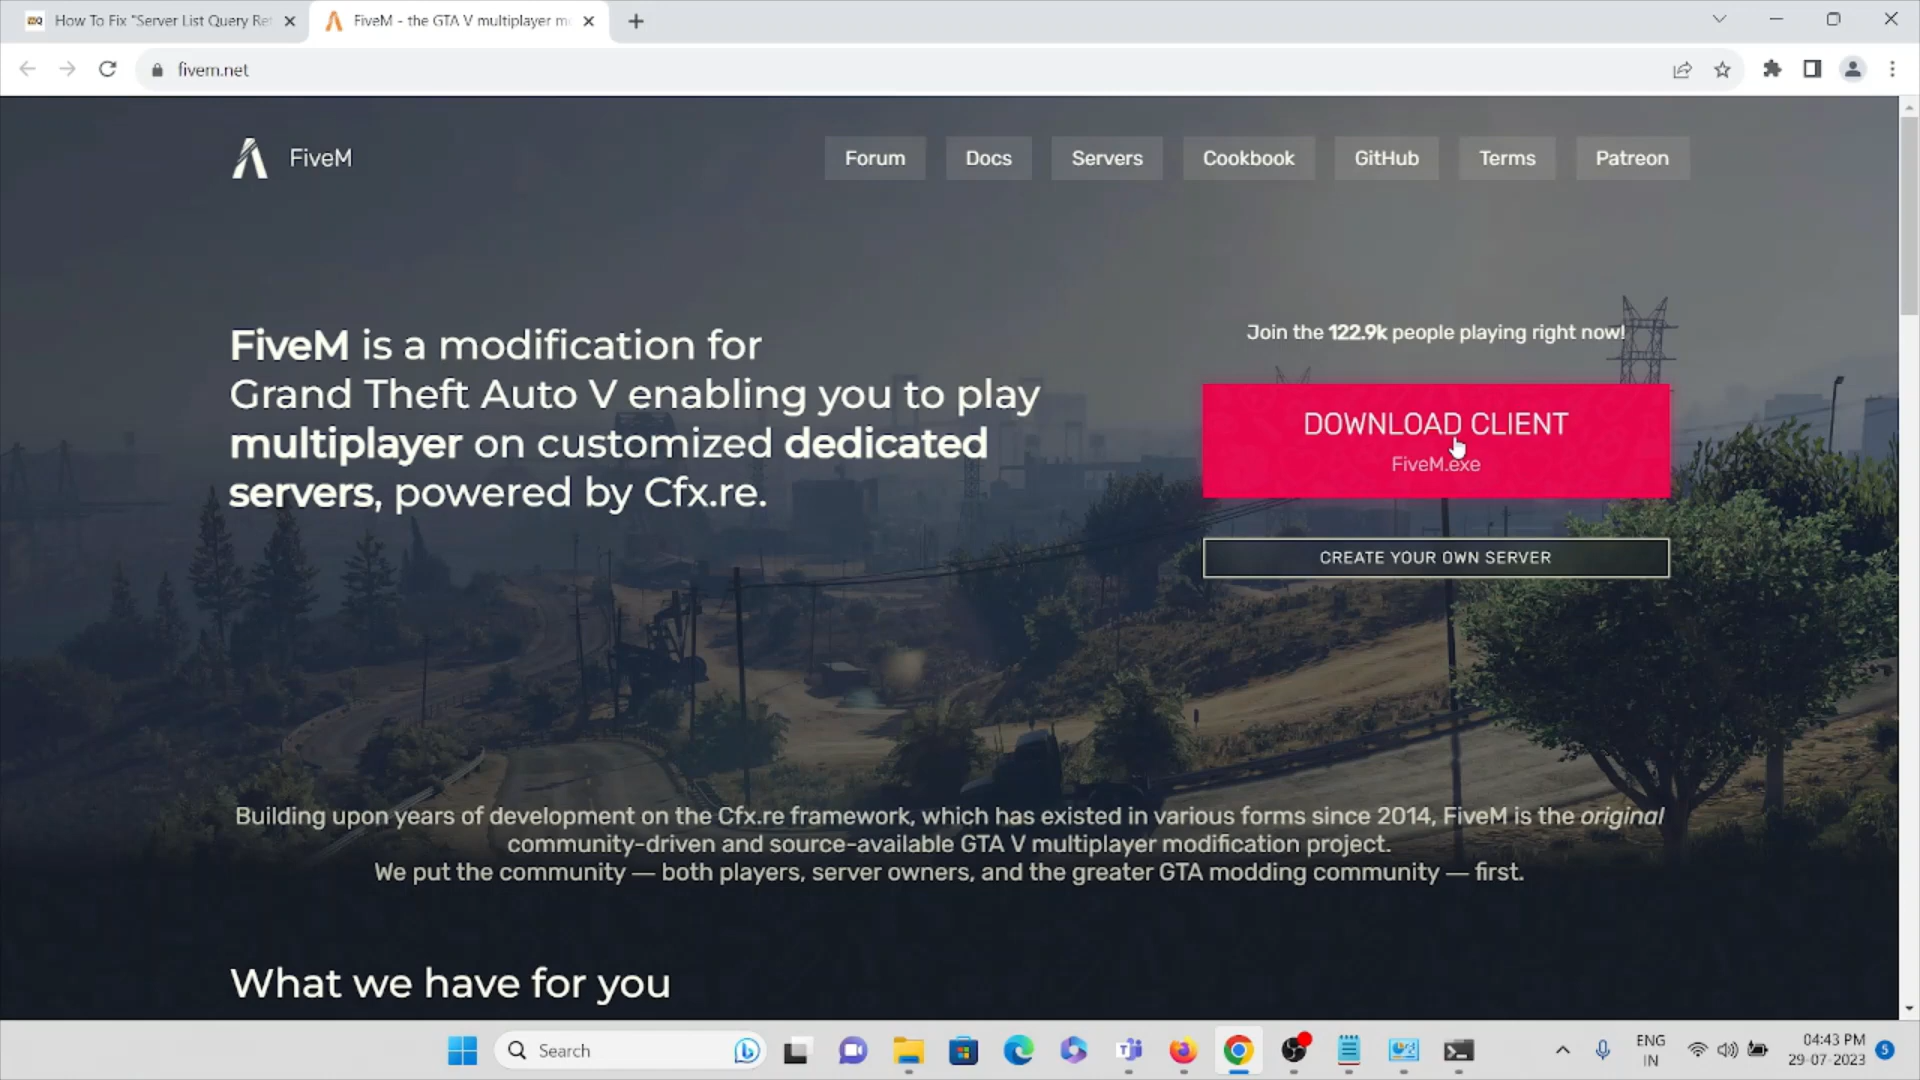 How To Fix "Server List Query Ret
FiveM - the GTA V multiplayer m
fivem.net
FiveM
Forum
Docs
Servers
Cookbook
GitHub
Terms
Patreon
FiveM is a modification for
Grand Theft Auto V enabling you to play
multiplayer on customized dedicated
servers, powered by Cfx.re.
Join the 122.9k people playing right now!
DOWNLOAD CLIENT
FiveM.exe
CREATE YOUR OWN SERVER
Building upon years of development on the Cfx.re framework, which has existed in various forms since 2014, FiveM is the original
community-driven and source-available GTA V multiplayer modification project.
We put the community — both players, server owners, and the greater GTA modding community — first.
What we have for you
Search
ENG
IN
04:43 PM
29-07-2023
5